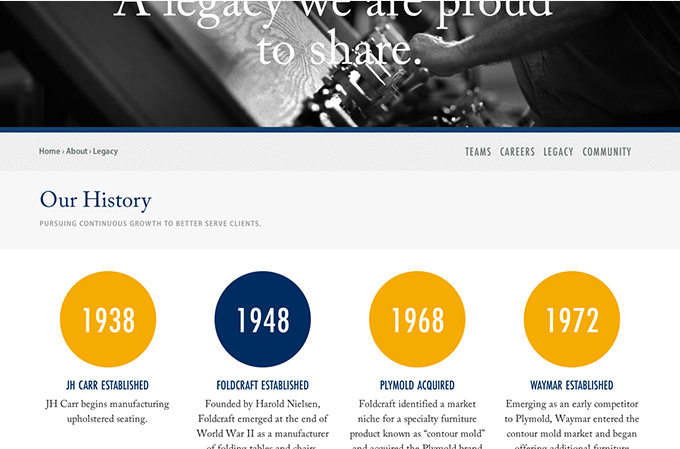 A legacy we are proud
to share.
Home › About › Legacy
TEAMS CAREERS LEGACY COMMUNITY
Our History
PURSUING CONTINUOUS GROWTH TO BETTER SERVE CLIENTS.
1938 1948 1968 1972
JH CARR ESTABLISHED
JH Carr begins manufacturing
upholstered seating.
FOLDCRAFT ESTABLISHED
Founded by Harold Nielsen,
Foldcraft emerged at the end of
World War II as a manufacturer
of folding tables and chairs.
PLYMOLD ACQUIRED
Foldcraft identified a market
niche for a specialty furniture
product known as “contour mold”
and acquired the Plymold brand
WAYMAR ESTABLISHED
Emerging as an early competitor
to Plymold, Waymar entered the
contour mold market and began
offering additional furniture